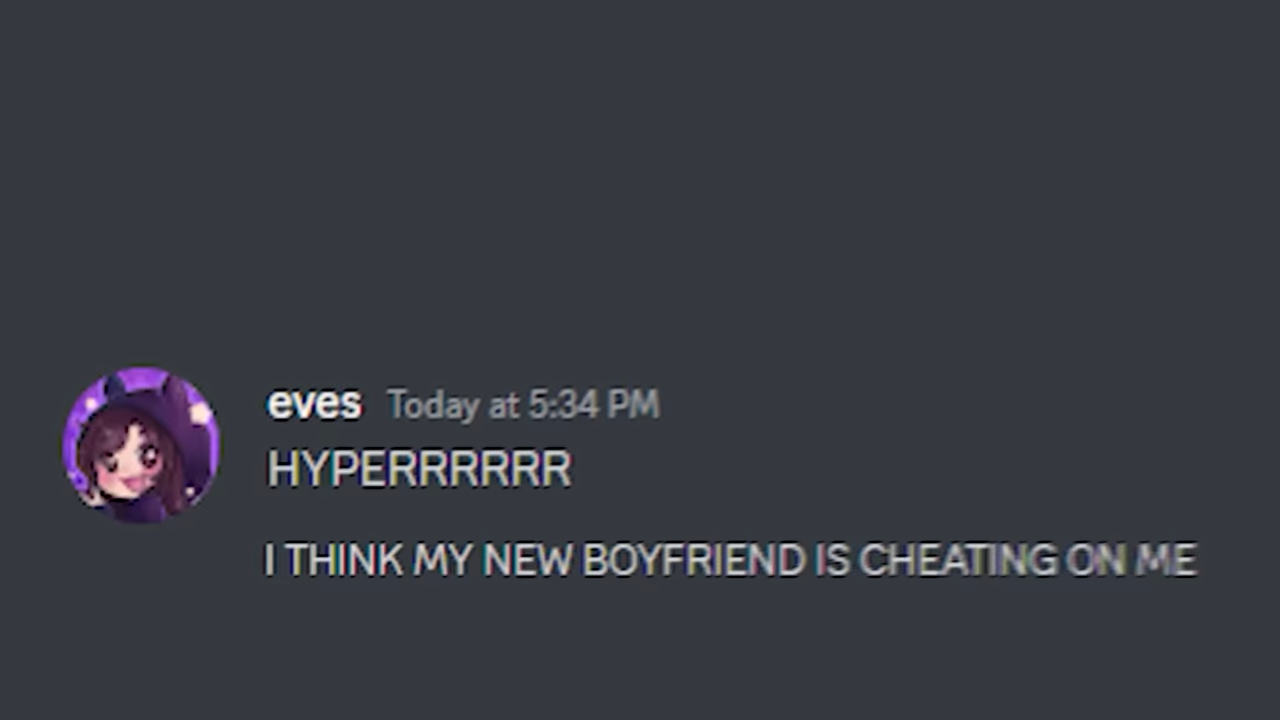 eves Today at 5:34 PM
HYPERRRRRR
I THINK MY NEW BOYFRIEND IS CHEATING ON ME